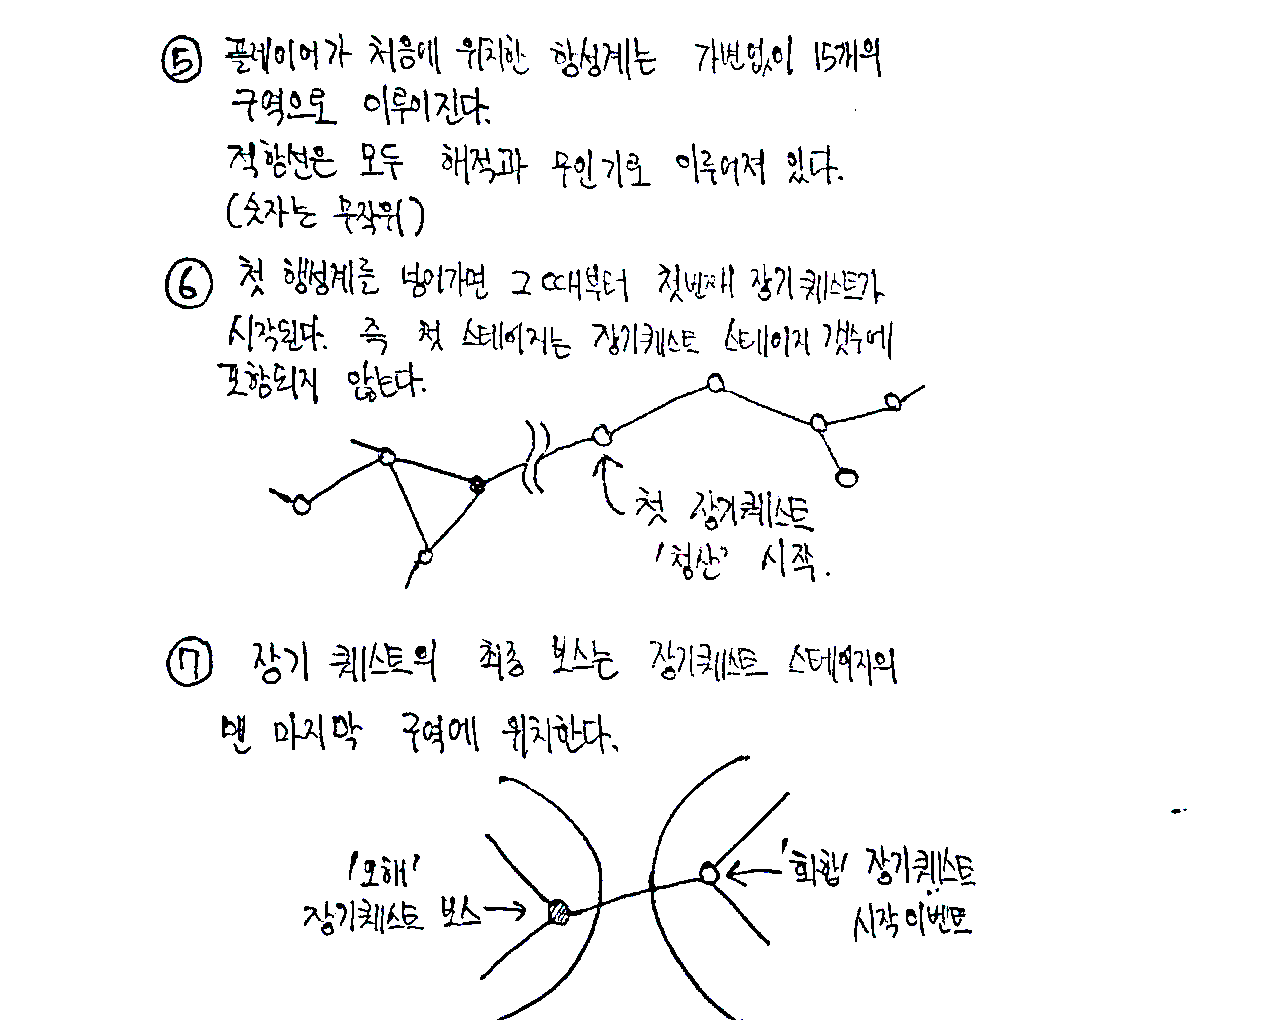 ⑤ 플레이어가 처음에 위치한 항성계는 가변없이 15개의
구역으로 이루어진다.
적함선은 모두 해적과 무인기로 이루어져 있다.
(숫자는 무작위)
⑥ 첫 행성계를 넘어가면 그 때부터 첫번째 장기퀘스트가
시작된다. 즉 첫 스테이지는 장기퀘스트 스테이지 갯수에
포함되지 않는다.
첫 장기퀘스트
'청산' 시작.
⑦ 장기 퀘스트의 최종 보스는 장기퀘스트 스테이지의
맨 마지막 구역에 위치한다.
'오해'
장기퀘스트 보스
'화합' 장기퀘스트
시작이벤트